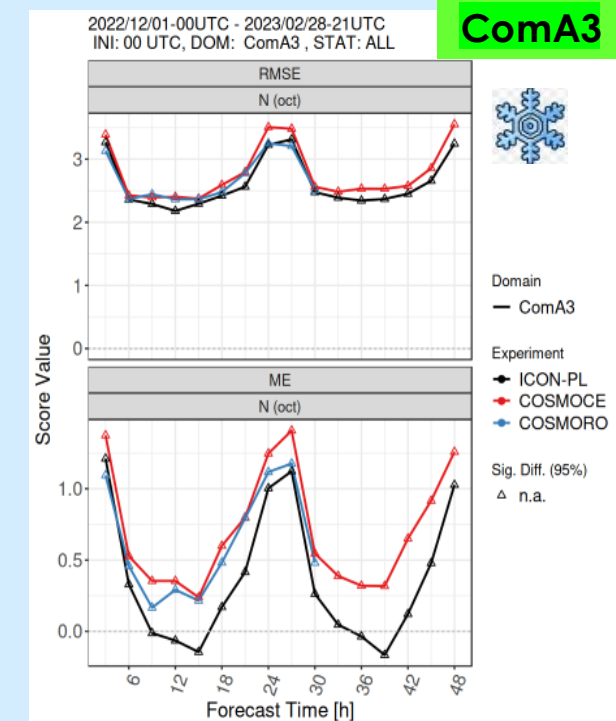 ComA3
2022/12/01-00UTC - 2023/02/28-21UTC
INI: 00 UTC, DOM: ComA3 , STAT: ALL
RMSE
N (oct)
3
2
1
0
ME
N (oct)
1.0
0.5
0.0
Score Value
6 12 18 24 30 36 42 48
Forecast Time [h]
Domain
ComA3
Experiment
ICON-PL
COSMOCE
COSMORO
Sig. Diff. (95%)
n.a.